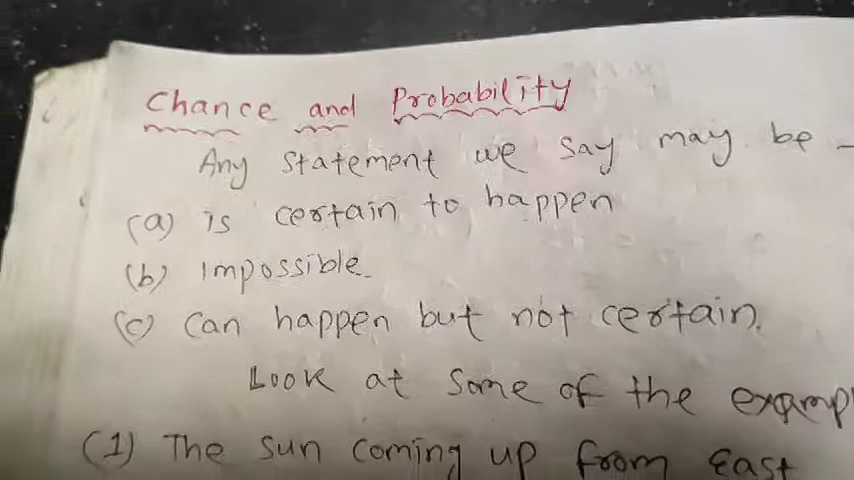 Chance and Probability
Any statement we say may be -
(a) is certain to happen
(b) Impossible
(c) can happen but not certain.
Look at some of the examp
(1) The sun coming up from East